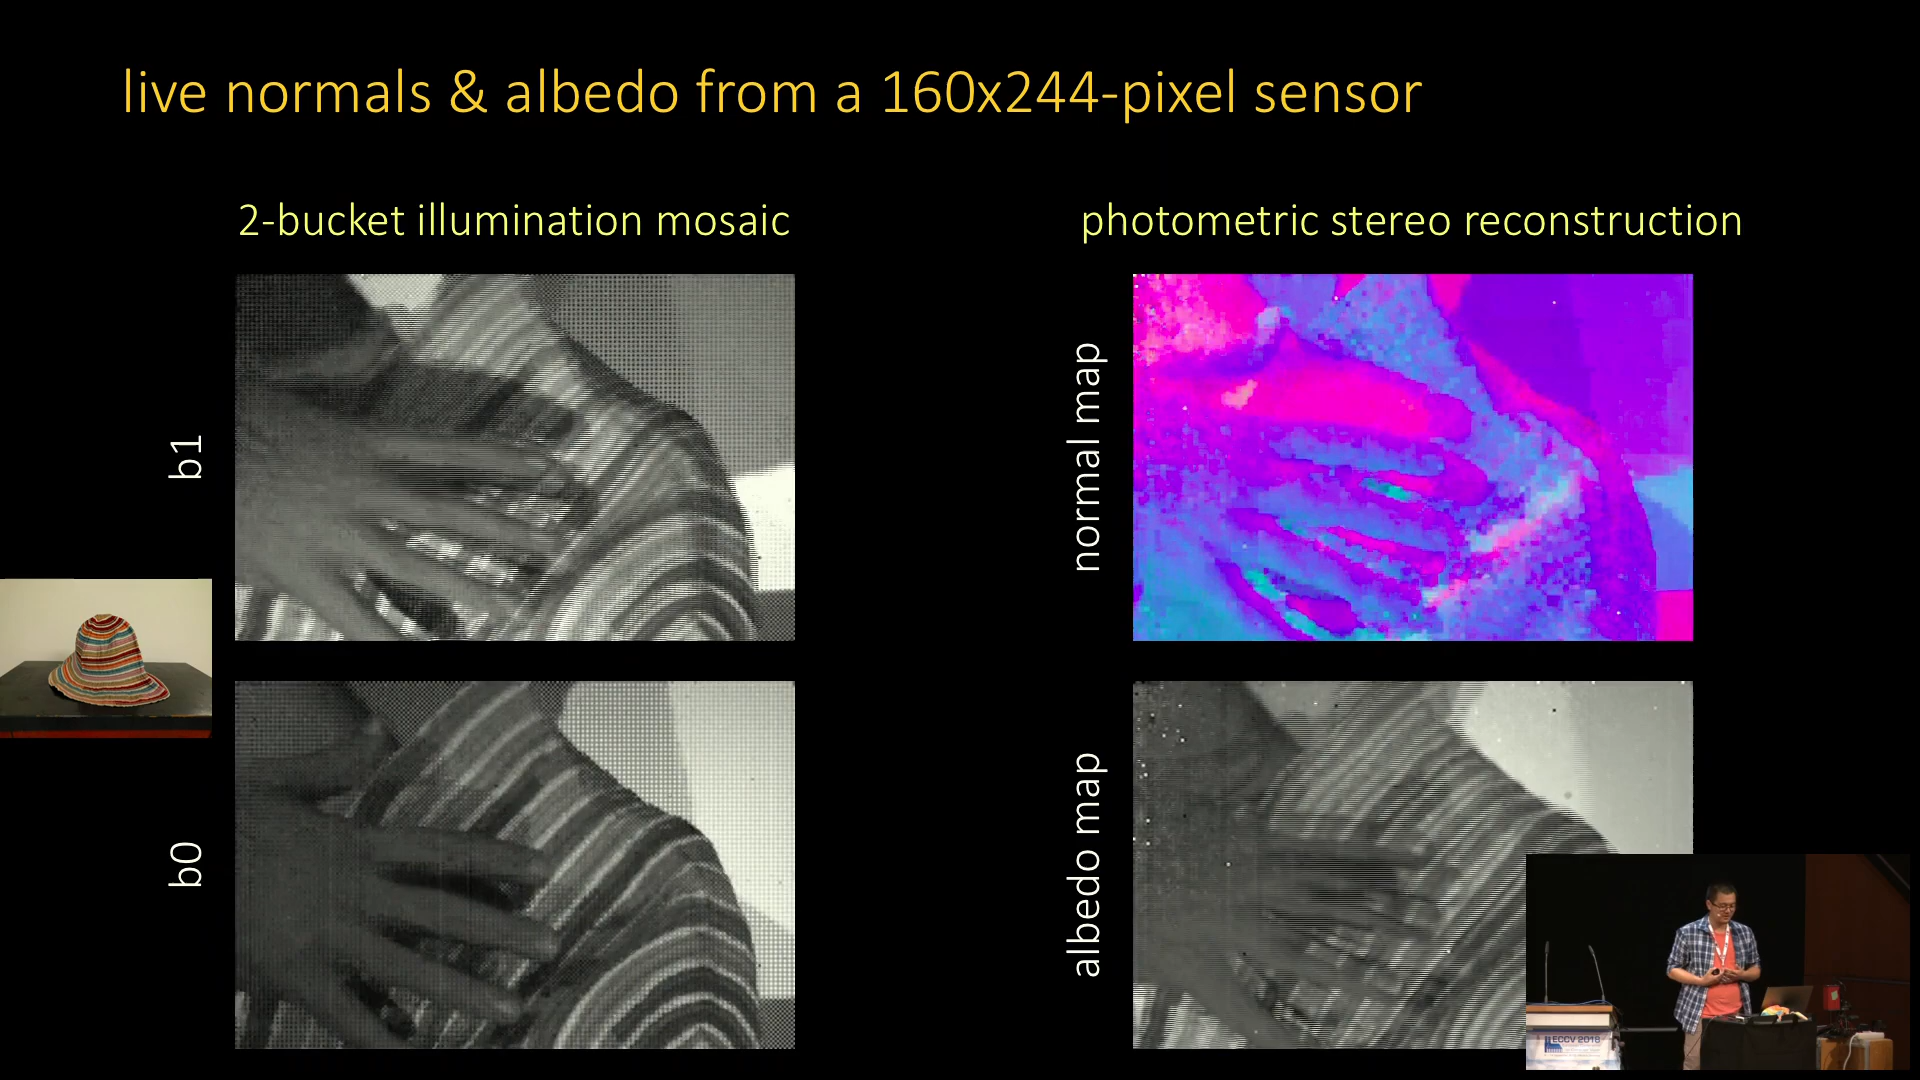 live normals & albedo from a 160x244-pixel sensor
2-bucket illumination mosaic
photometric stereo reconstruction
b1
normal map
b0
albedo map
ECCV 2018